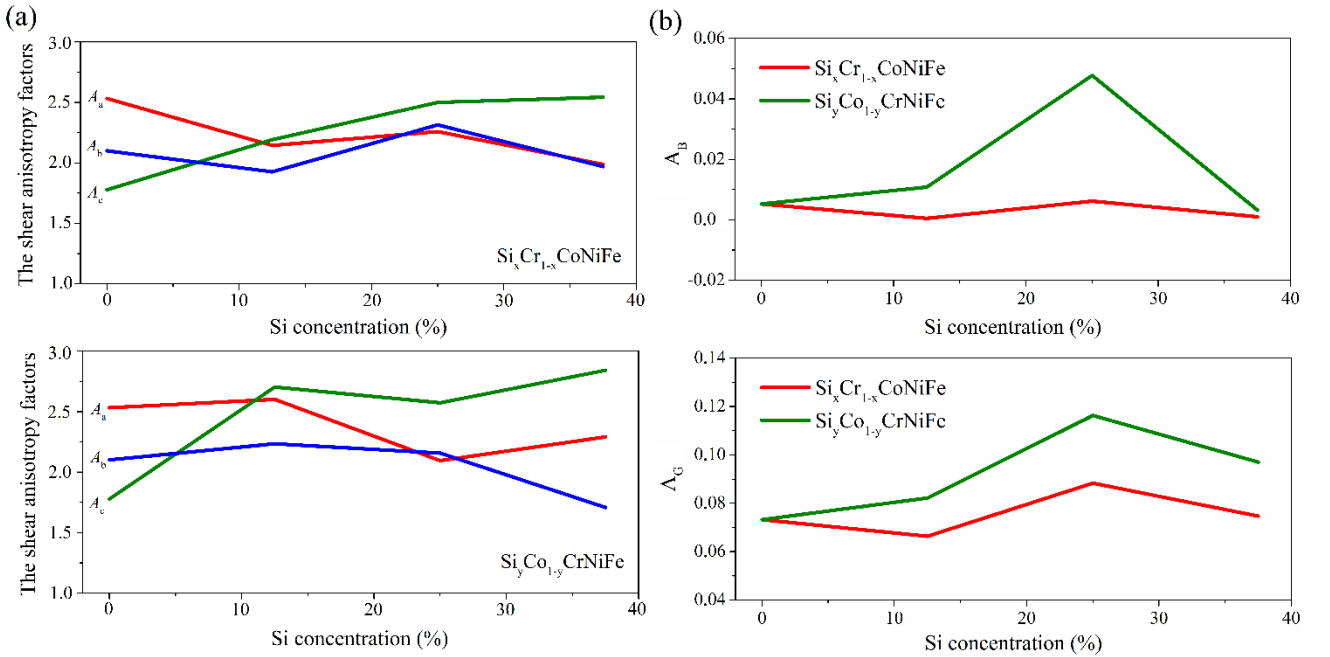 (a)
The shear anisotropy factors
3.0
2.5
2.0
1.5
1.0
Aa
Ab
Ac
SixCr1-xCoNiFe
0 10 20 30 40
Si concentration (%)
The shear anisotropy factors
3.0
2.5
2.0
1.5
1.0
Aa
Ab
Ac
SiyCo1-yCrNiFe
0 10 20 30 40
Si concentration (%)
(b)
AB
0.06
0.04
0.02
0.0
-0.02
SixCr1-xCoNiFe
SiyCo1-yCrNiFe
0 10 20 30 40
Si concentration (%)
AG
0.14
0.12
0.10
0.08
0.06
0.04
SixCr1-xCoNiFe
SiyCo1-yCrNiFe
0 10 20 30 40
Si concentration (%)